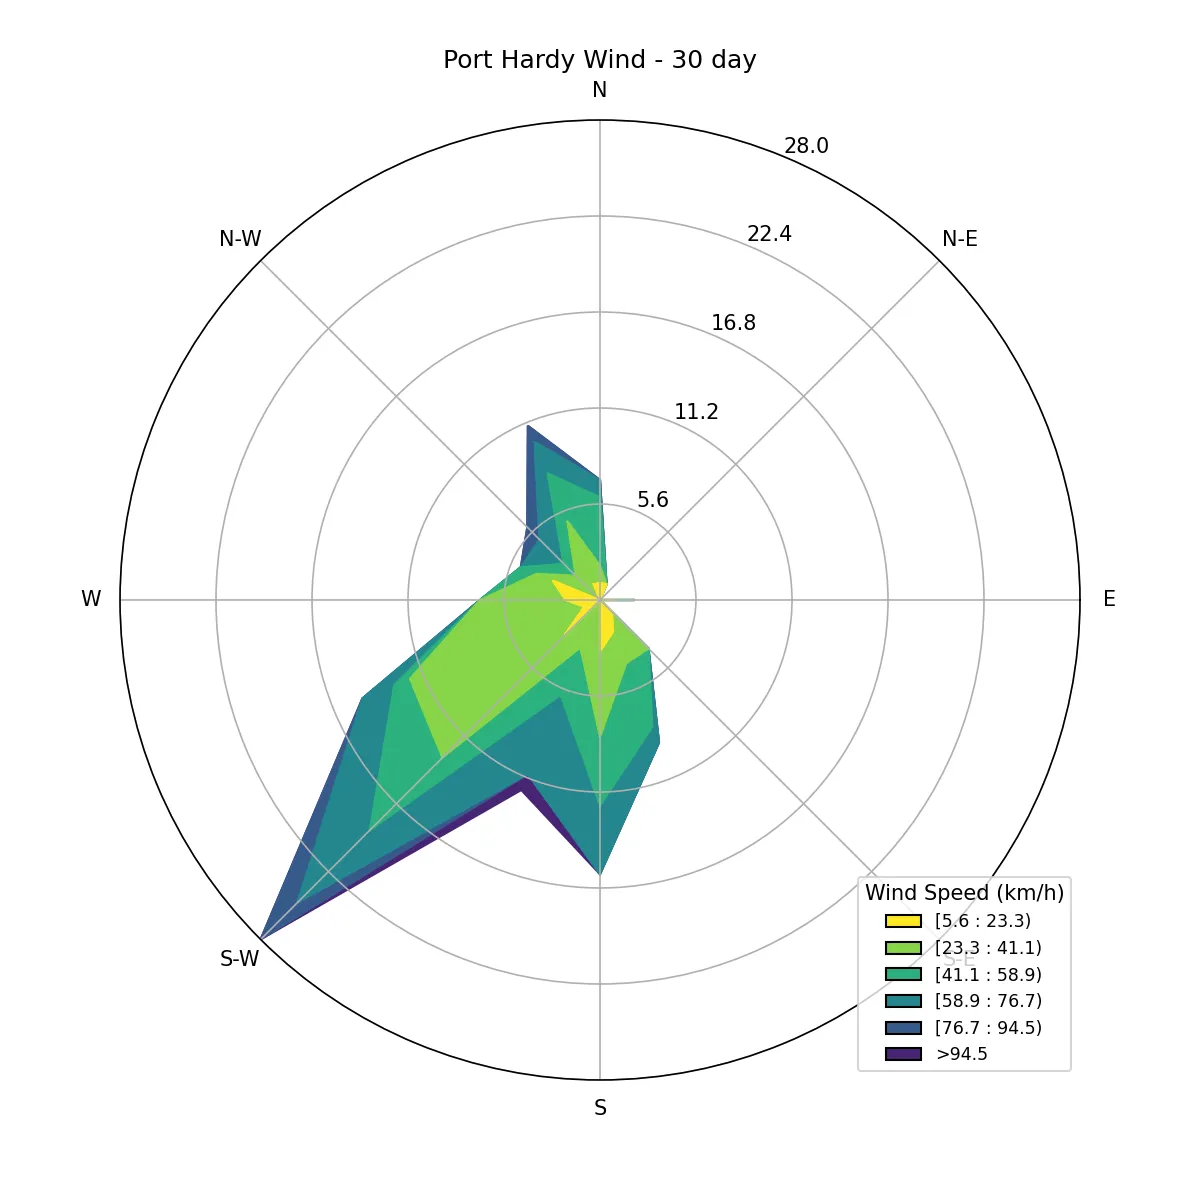 Port Hardy Wind - 30 day
N
28.0
N-W
N-E
22.4
16.8
11.2
5.6
W
E
S-W
S-E
S
Wind Speed (km/h)
[5.6 : 23.3)
[23.3 : 41.1)
[41.1 : 58.9)
[58.9 : 76.7)
[76.7 : 94.5)
>94.5